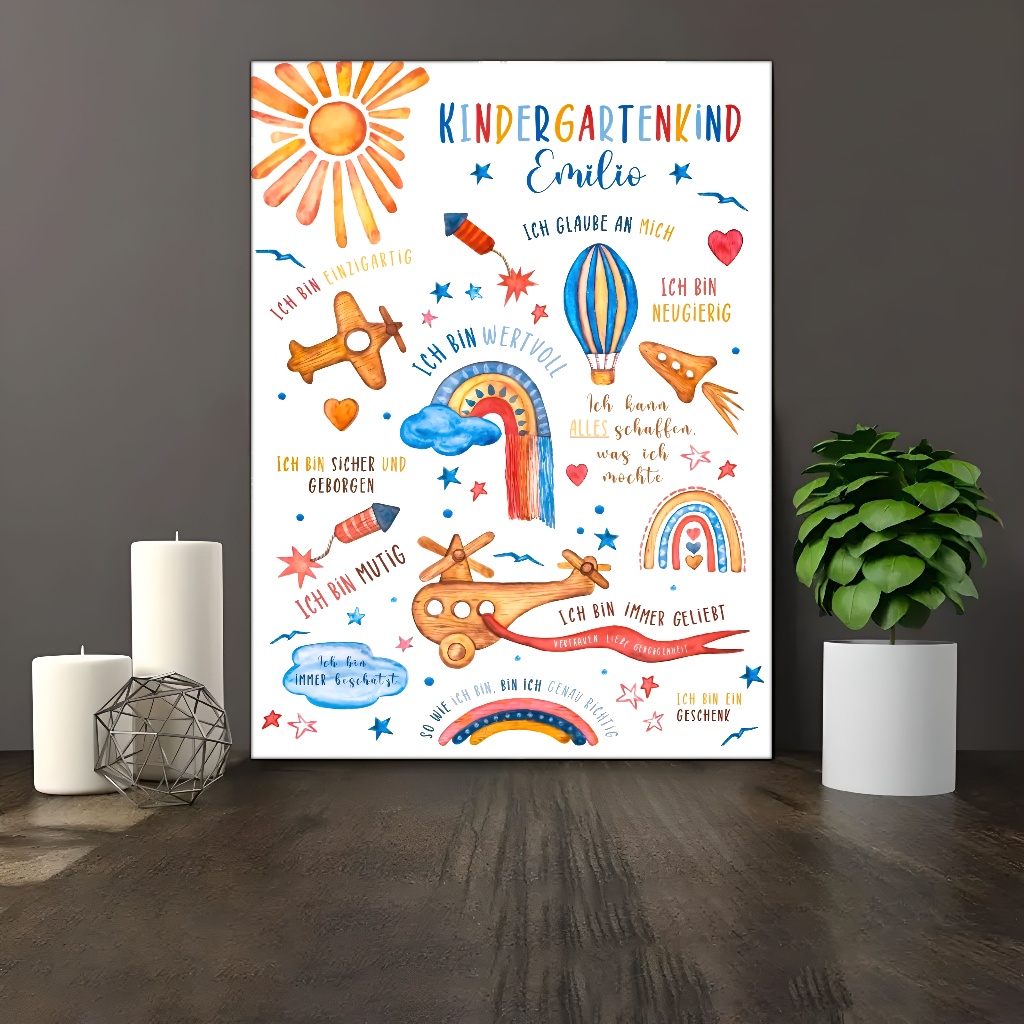 KINDERGARTENKIND
Emilio
ICH GLAUBE AN MICH
ICH BIN EINZIGARTIG
ICH BIN
NEUGIERIG
ICH BIN WERTVOLL
Ich kann
ALLES schaffen,
was ich
möchte
ICH BIN SICHER UND
GEBORGEN
ICH BIN MUTIG
ICH BIN IMMER GELIEBT
VERTRAUEN LIEBE GEBORGENHEIT
Ich bin
IMMER beschützt
SO WIE ICH BIN, BIN ICH GENAU RICHTIG
ICH BIN EIN
GESCHENK